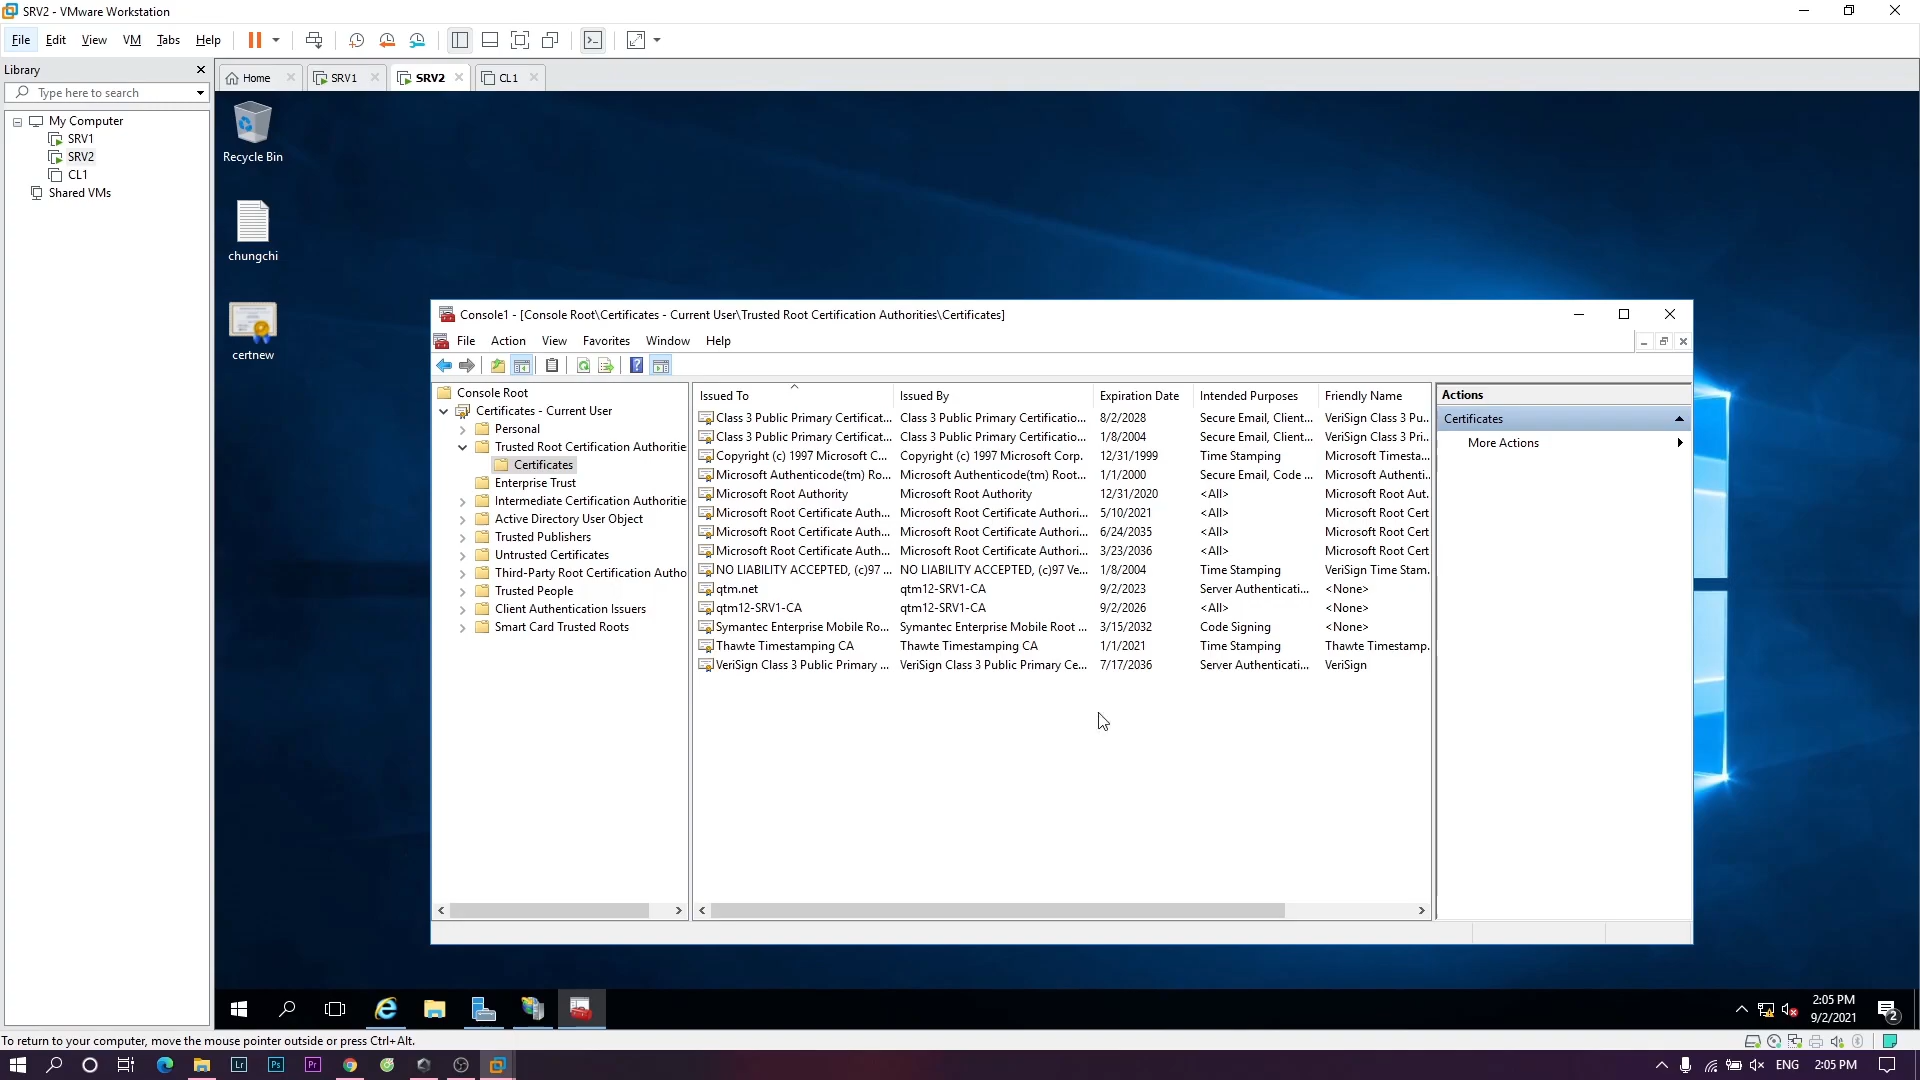 SRV2 - VMware Workstation
File Edit View VM Tabs Help
Library
Type here to search
Home SRV1 SRV2 CL1
My Computer
SRV1
SRV2
CL1
Shared VMs
Recycle Bin
chungchi
certnew
Console1 - [Console Root\Certificates - Current User\Trusted Root Certification Authorities\Certificates]
File Action View Favorites Window Help
Console Root
Certificates - Current User
Personal
Trusted Root Certification Authoritie
Certificates
Enterprise Trust
Intermediate Certification Authoritie
Active Directory User Object
Trusted Publishers
Untrusted Certificates
Third-Party Root Certification Autho
Trusted People
Client Authentication Issuers
Smart Card Trusted Roots
Issued To Issued By Expiration Date Intended Purposes Friendly Name
Class 3 Public Primary Certificat... Class 3 Public Primary Certificatio... 8/2/2028 Secure Email, Client... VeriSign Class 3 Pu...
Class 3 Public Primary Certificat... Class 3 Public Primary Certificatio... 1/8/2004 Secure Email, Client... VeriSign Class 3 Pri...
Copyright (c) 1997 Microsoft C... Copyright (c) 1997 Microsoft Corp. 12/31/1999 Time Stamping Microsoft Timesta...
Microsoft Authenticode(tm) Ro... Microsoft Authenticode(tm) Root... 1/1/2000 Secure Email, Code ... Microsoft Authenti...
Microsoft Root Authority Microsoft Root Authority 12/31/2020 <All> Microsoft Root Aut...
Microsoft Root Certificate Auth... Microsoft Root Certificate Authori... 5/10/2021 <All> Microsoft Root Cert
Microsoft Root Certificate Auth... Microsoft Root Certificate Authori... 6/24/2035 <All> Microsoft Root Cert
Microsoft Root Certificate Auth... Microsoft Root Certificate Authori... 3/23/2036 <All> Microsoft Root Cert
NO LIABILITY ACCEPTED, (c)97 ... NO LIABILITY ACCEPTED, (c)97 Ve... 1/8/2004 Time Stamping VeriSign Time Stam...
qtm.net qtm12-SRV1-CA 9/2/2023 Server Authenticati... <None>
qtm12-SRV1-CA qtm12-SRV1-CA 9/2/2026 <All> <None>
Symantec Enterprise Mobile Ro... Symantec Enterprise Mobile Root ... 3/15/2032 Code Signing <None>
Thawte Timestamping CA Thawte Timestamping CA 1/1/2021 Time Stamping Thawte Timestamp...
VeriSign Class 3 Public Primary ... VeriSign Class 3 Public Primary Ce... 7/17/2036 Server Authenticati... VeriSign
Actions
Certificates
More Actions
2:05 PM
9/2/2021
2
To return to your computer, move the mouse pointer outside or press Ctrl+Alt.
Lr Ps Pr
ENG 2:05 PM